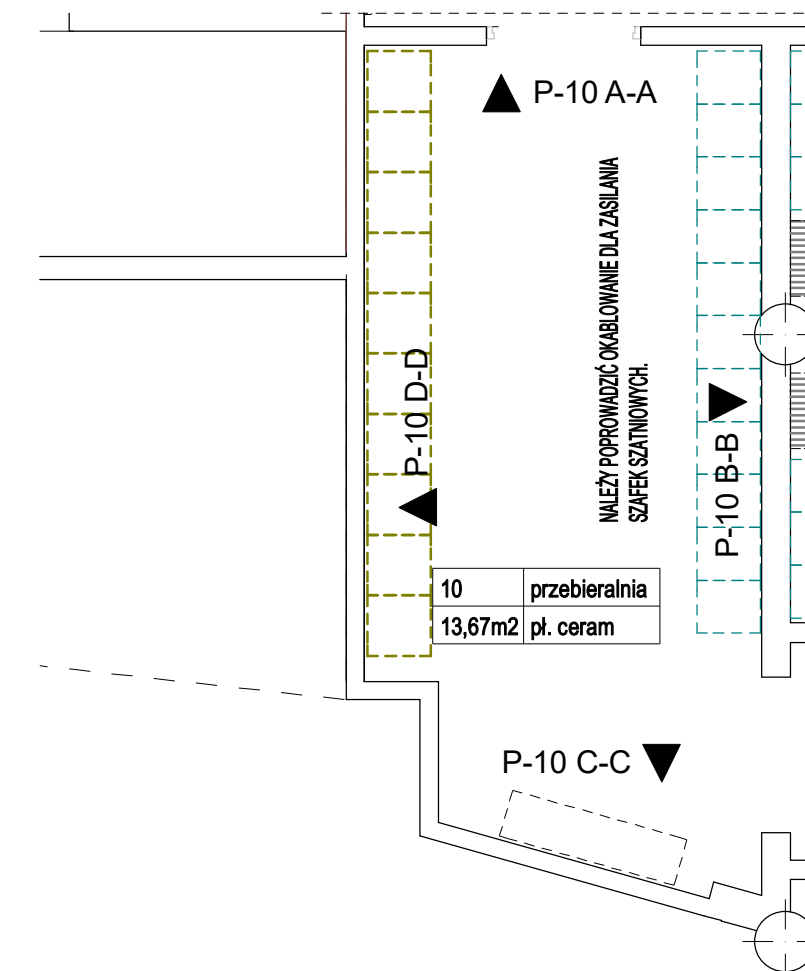 P-10 A-A
NALEŻY POPROWADZIĆ OKABLOWANIE DLA ZASILANIA
SZAFEK SZATNIOWYCH.
P-10 D-D
P-10 B-B
10 przebieralnia
13,67m2 pł. ceram
P-10 C-C